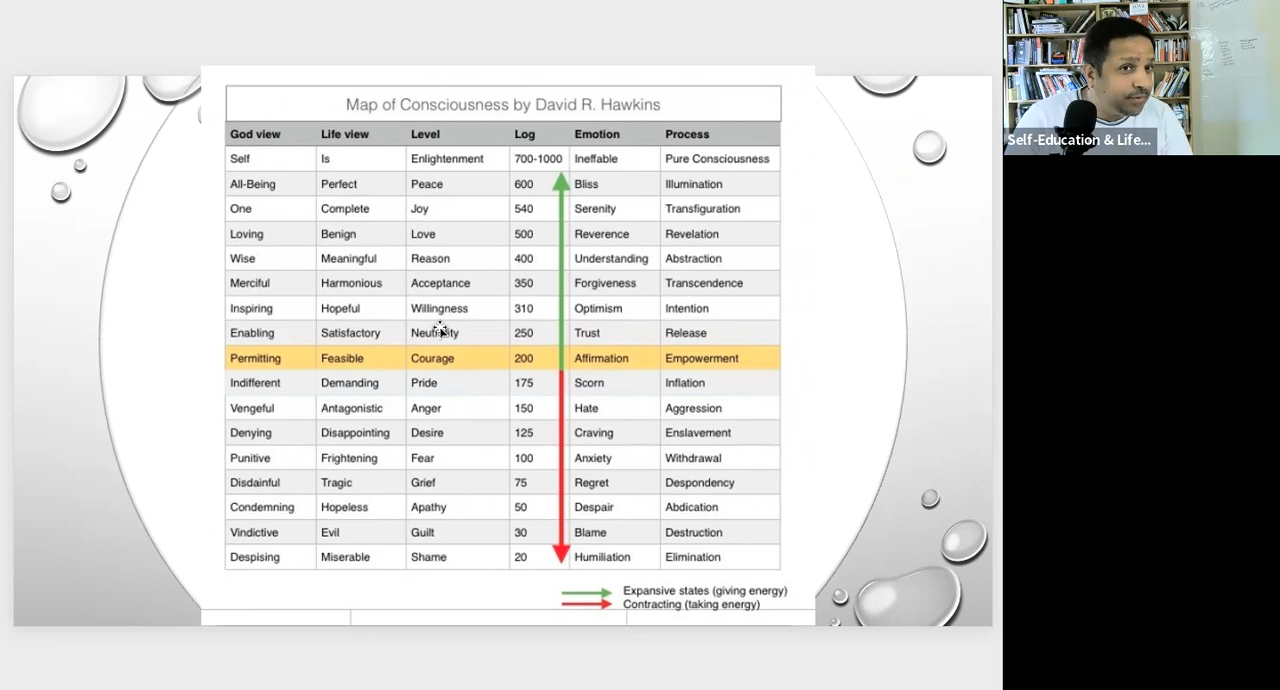 Map of Consciousness by David R. Hawkins
God view Life view Level Log Emotion Process
Self Is Enlightenment 700-1000 Ineffable Pure Consciousness
All-Being Perfect Peace 600 Bliss Illumination
One Complete Joy 540 Serenity Transfiguration
Loving Benign Love 500 Reverence Revelation
Wise Meaningful Reason 400 Understanding Abstraction
Merciful Harmonious Acceptance 350 Forgiveness Transcendence
Inspiring Hopeful Willingness 310 Optimism Intention
Enabling Satisfactory Neutrality 250 Trust Release
Permitting Feasible Courage 200 Affirmation Empowerment
Indifferent Demanding Pride 175 Scorn Inflation
Vengeful Antagonistic Anger 150 Hate Aggression
Denying Disappointing Desire 125 Craving Enslavement
Punitive Frightening Fear 100 Anxiety Withdrawal
Disdainful Tragic Grief 75 Regret Despondency
Condemning Hopeless Apathy 50 Despair Abdication
Vindictive Evil Guilt 30 Blame Destruction
Despising Miserable Shame 20 Humiliation Elimination
Expansive states (giving energy)
Contracting (taking energy)
Self-Education & Life...